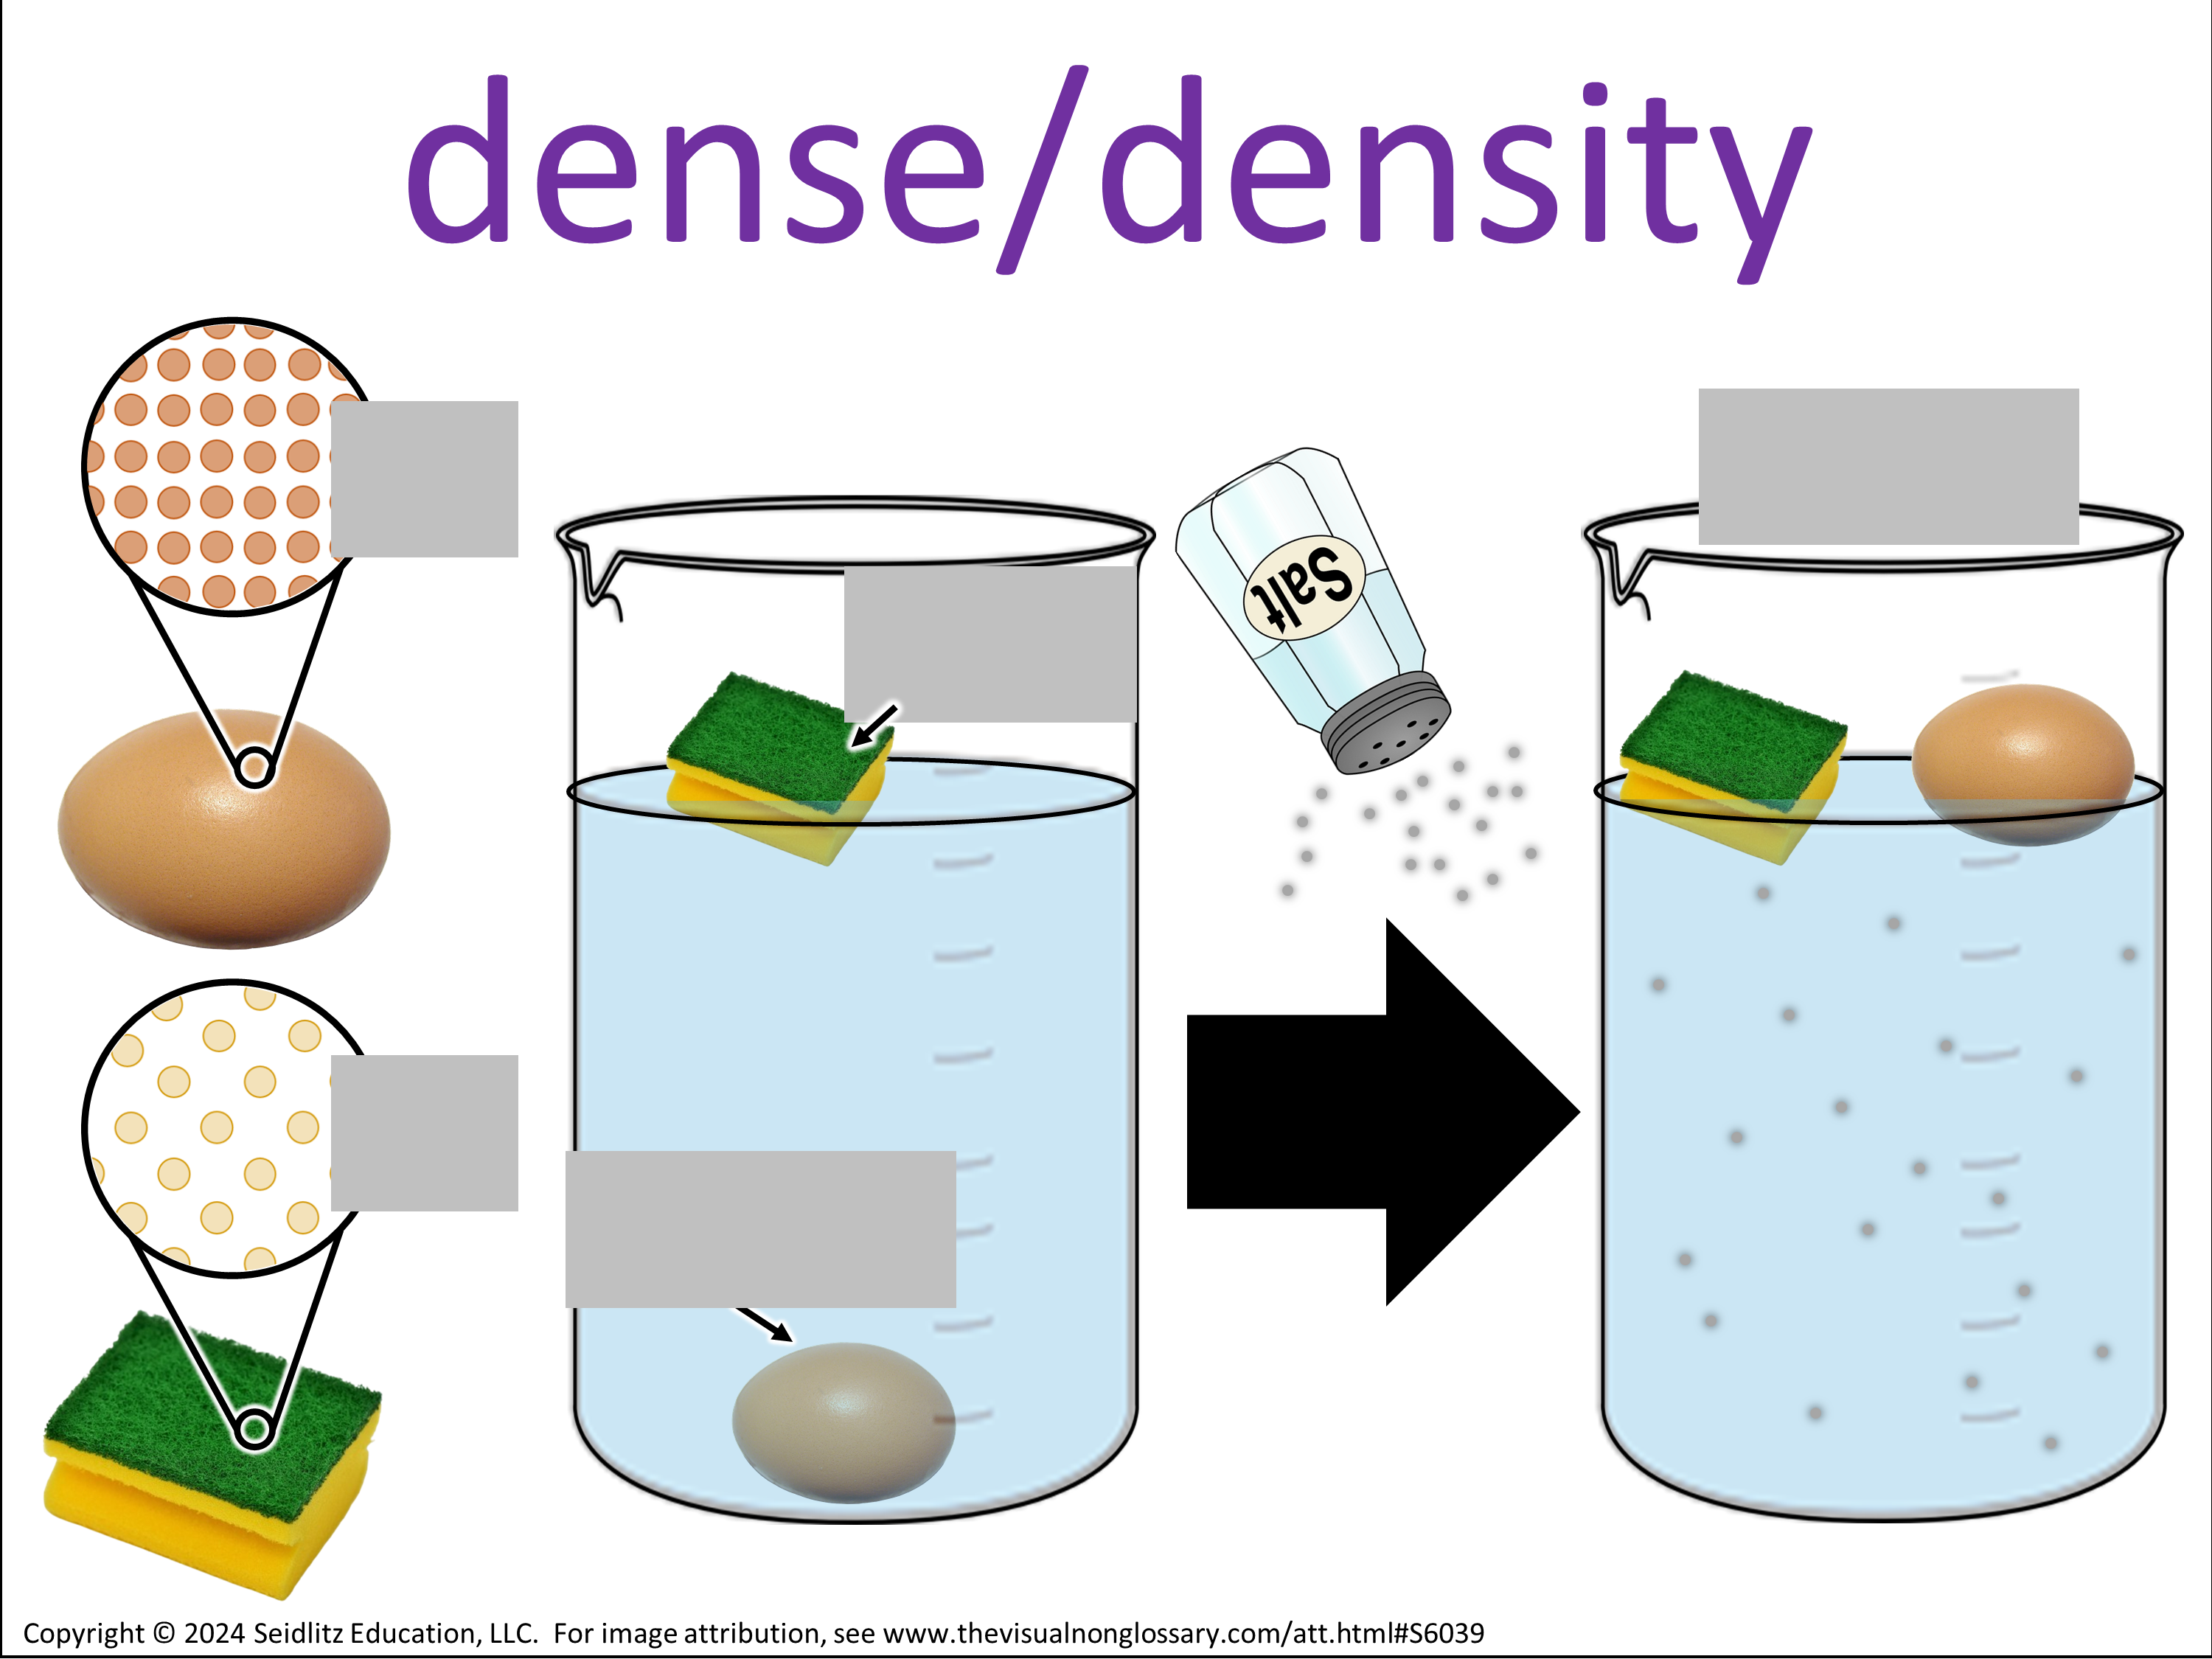 dense/density
Salt
Copyright © 2024 Seidlitz Education, LLC.  For image attribution, see www.thevisualnonglossary.com/att.html#S6039